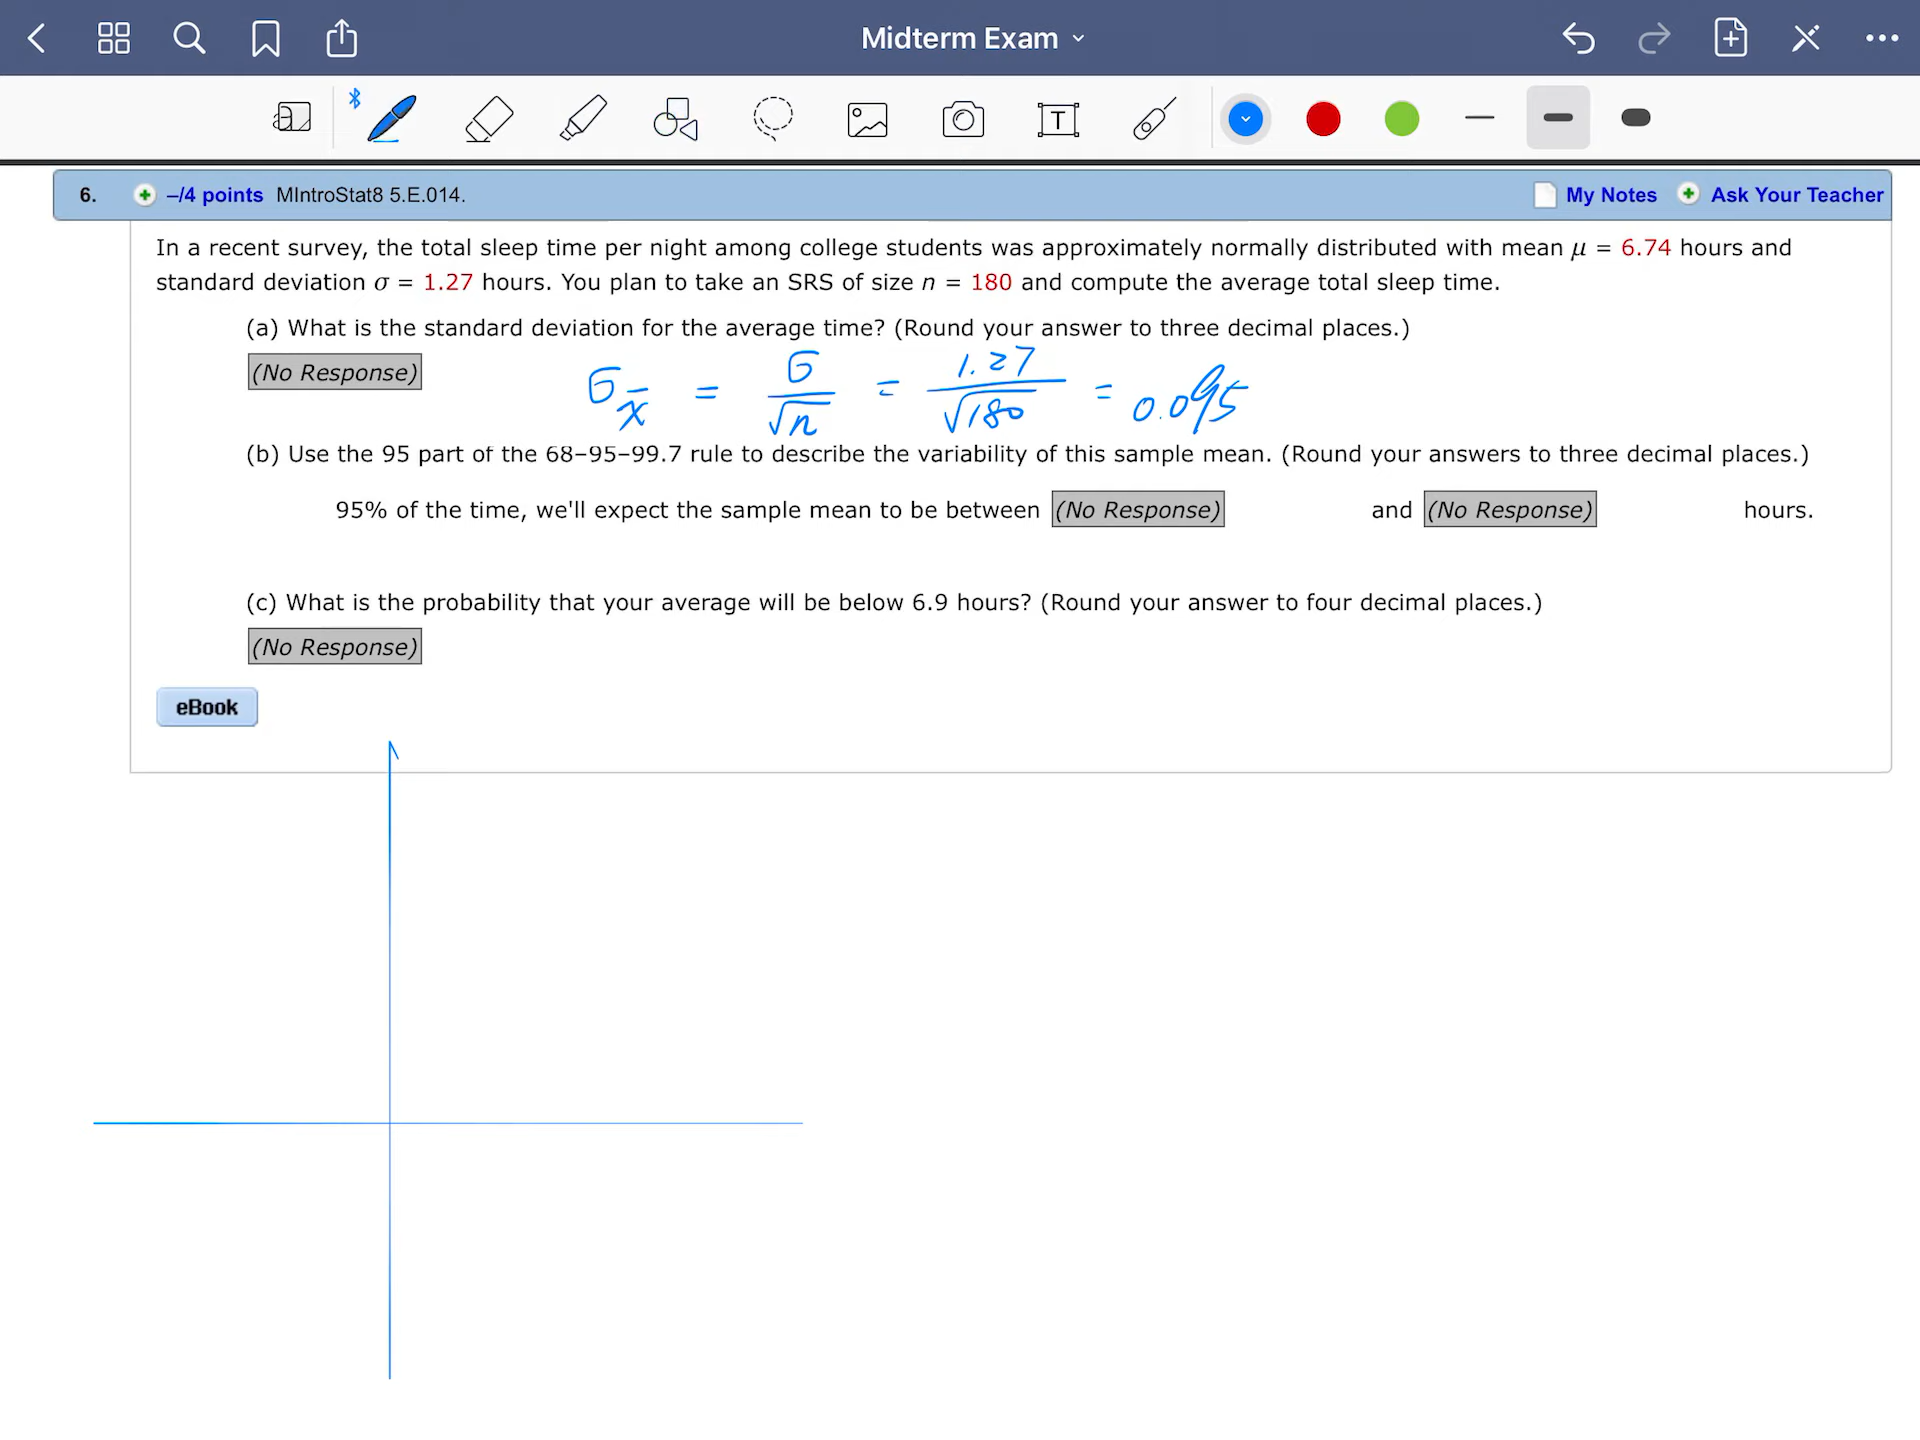 Midterm Exam
T
6. –/4 points MIntroStat8 5.E.014. My Notes Ask Your Teacher
In a recent survey, the total sleep time per night among college students was approximately normally distributed with mean μ = 6.74 hours and
standard deviation σ = 1.27 hours. You plan to take an SRS of size n = 180 and compute the average total sleep time.
(a) What is the standard deviation for the average time? (Round your answer to three decimal places.)
(No Response)
σx̄ = σ/√n = 1.27/√180 = 0.095
(b) Use the 95 part of the 68–95–99.7 rule to describe the variability of this sample mean. (Round your answers to three decimal places.)
95% of the time, we'll expect the sample mean to be between (No Response) and (No Response) hours.
(c) What is the probability that your average will be below 6.9 hours? (Round your answer to four decimal places.)
(No Response)
eBook